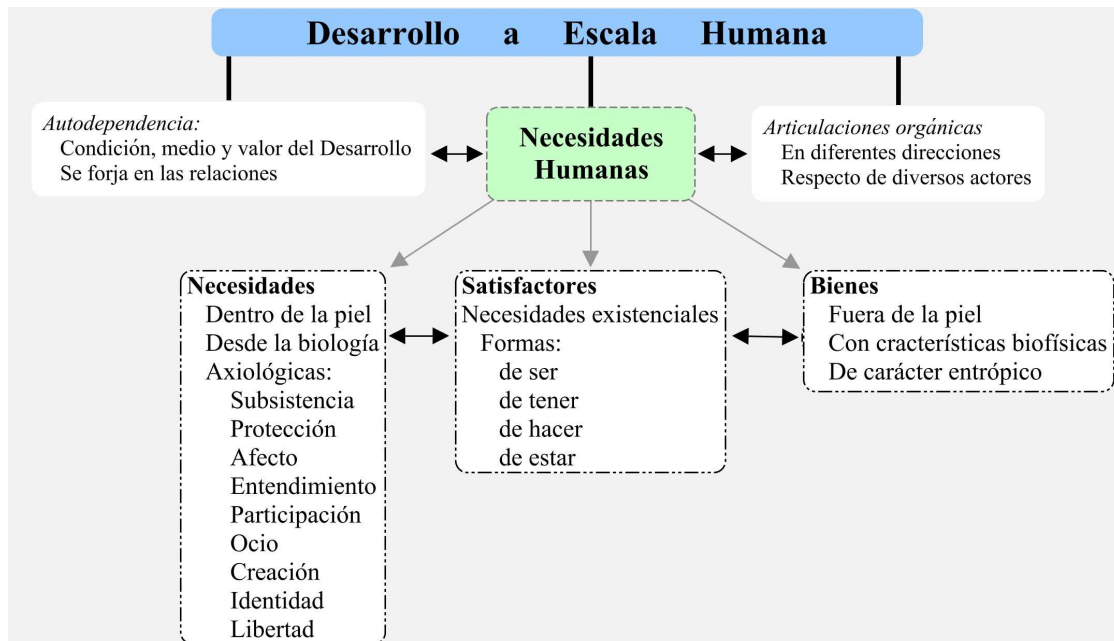 Desarrollo a Escala Humana
Autodependencia:
Condición, medio y valor del Desarrollo
Se forja en las relaciones
Necesidades
Humanas
Articulaciones orgánicas
En diferentes direcciones
Respecto de diversos actores
Necesidades
Dentro de la piel
Desde la biología
Axiológicas:
Subsistencia
Protección
Afecto
Entendimiento
Participación
Ocio
Creación
Identidad
Libertad
Satisfactores
Necesidades existenciales
Formas:
de ser
de tener
de hacer
de estar
Bienes
Fuera de la piel
Con cracterísticas biofísicas
De carácter entrópico